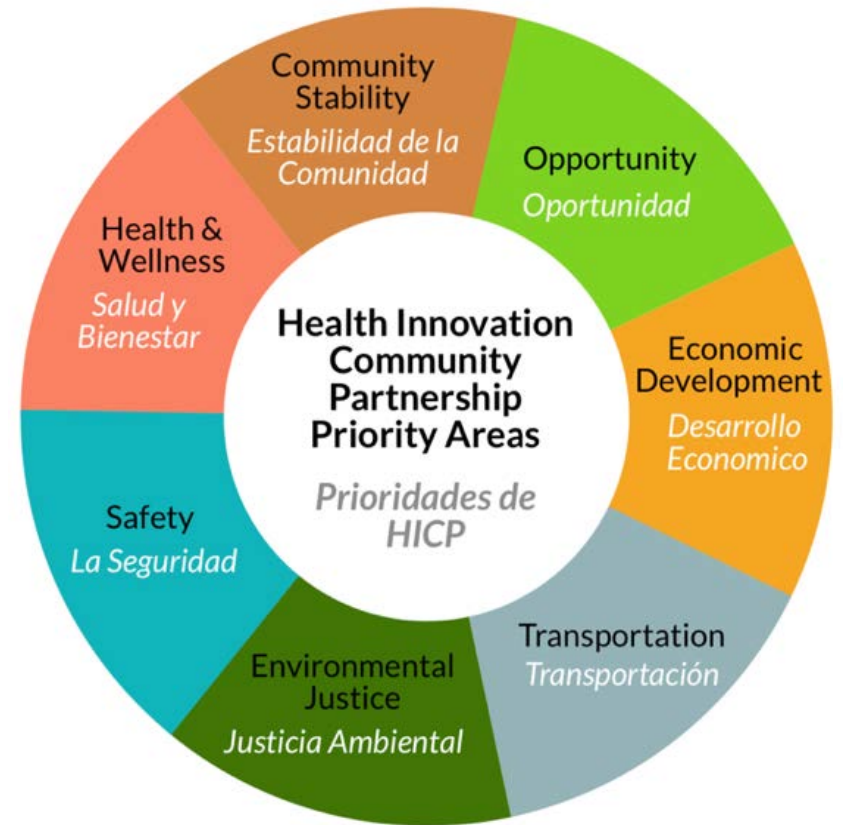 Community
Stability
Estabilidad de la
Comunidad
Opportunity
Oportunidad
Economic
Development
Desarrollo
Economico
Transportation
Transportación
Environmental
Justice
Justicia Ambiental
Safety
La Seguridad
Health &
Wellness
Salud y
Bienestar
Health Innovation
Community
Partnership
Priority Areas
Prioridades de
HICP